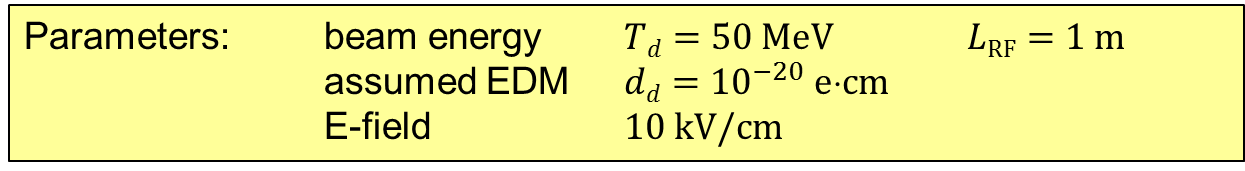 Parameters: beam energy T_d = 50 MeV L_RF = 1 m
assumed EDM d_d = 10^−20 e·cm
E-field 10 kV/cm